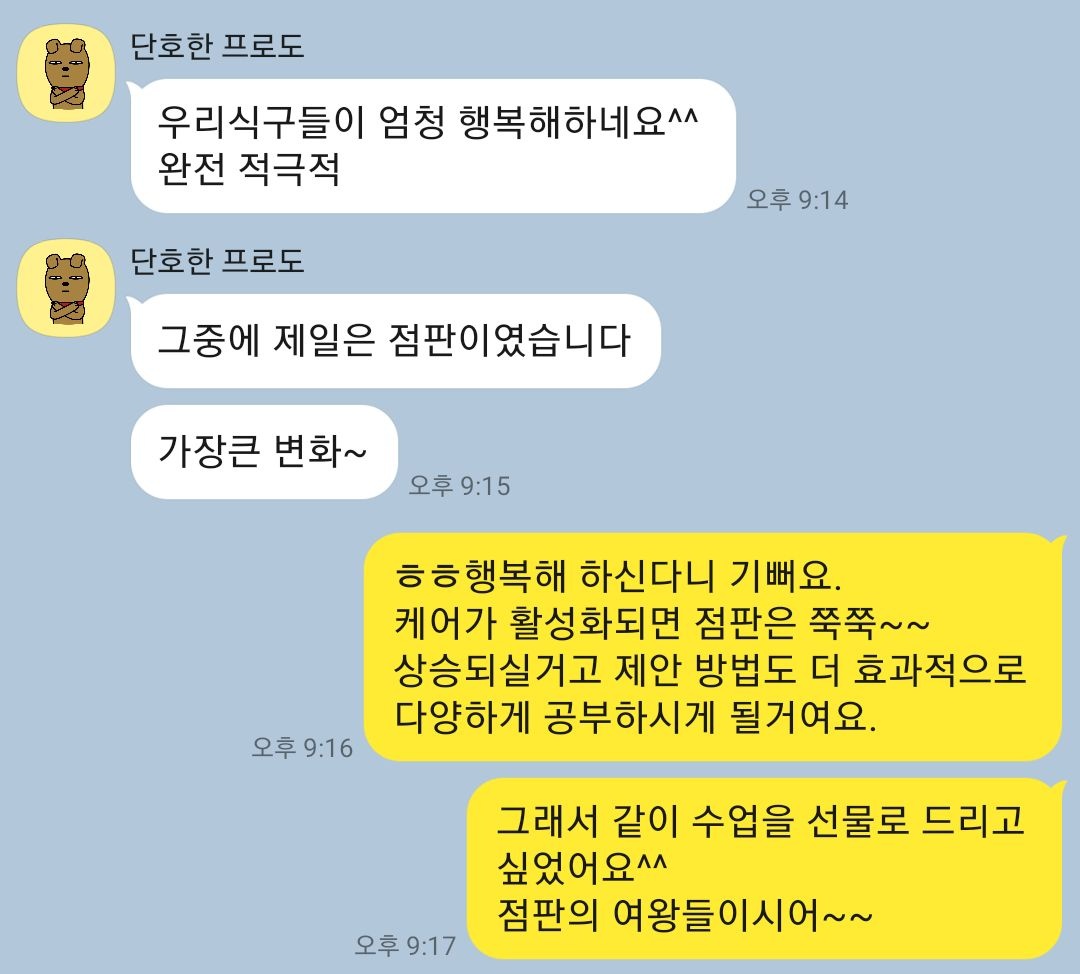 단호한 프로도
우리식구들이 엄청 행복해하네요^^
완전 적극적
오후 9:14
단호한 프로도
그중에 제일은 점판이였습니다
가장큰 변화~
오후 9:15
ㅎㅎ행복해 하신다니 기뻐요.
케어가 활성화되면 점판은 쭉쭉~~
상승되실거고 제안 방법도 더 효과적으로
다양하게 공부하시게 될거여요.
오후 9:16
그래서 같이 수업을 선물로 드리고
싶었어요^^
점판의 여왕들이시어~~
오후 9:17